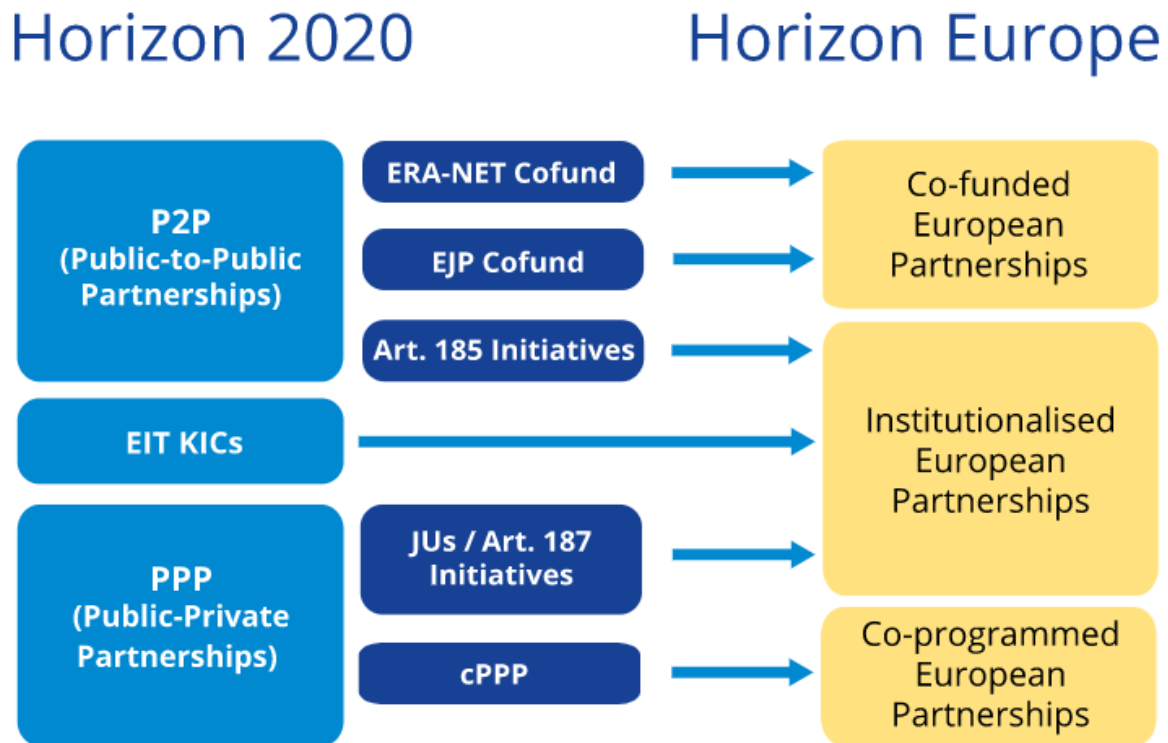 Horizon 2020
Horizon Europe
P2P
(Public-to-Public
Partnerships)
ERA-NET Cofund
EJP Cofund
Art. 185 Initiatives
Co-funded
European
Partnerships
EIT KICs
Institutionalised
European
Partnerships
PPP
(Public-Private
Partnerships)
JUs / Art. 187
Initiatives
cPPP
Co-programmed
European
Partnerships